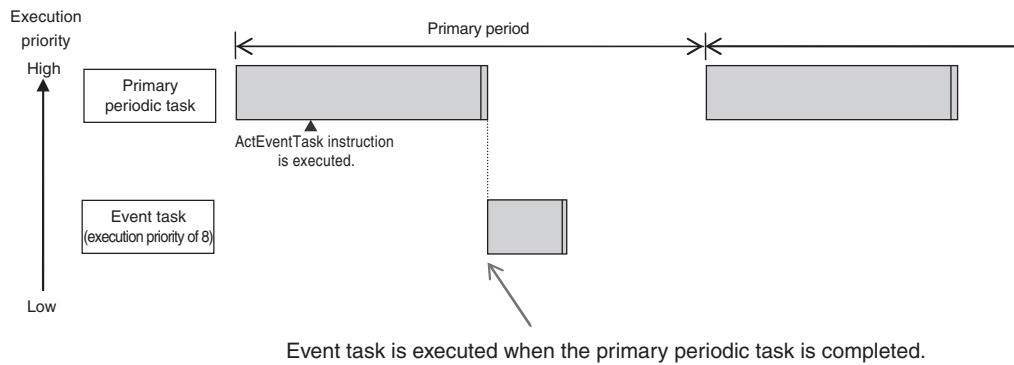 Execution
priority
High
Primary period
Primary
periodic task
ActEventTask instruction
is executed.
Event task
(execution priority of 8)
Low
Event task is executed when the primary periodic task is completed.